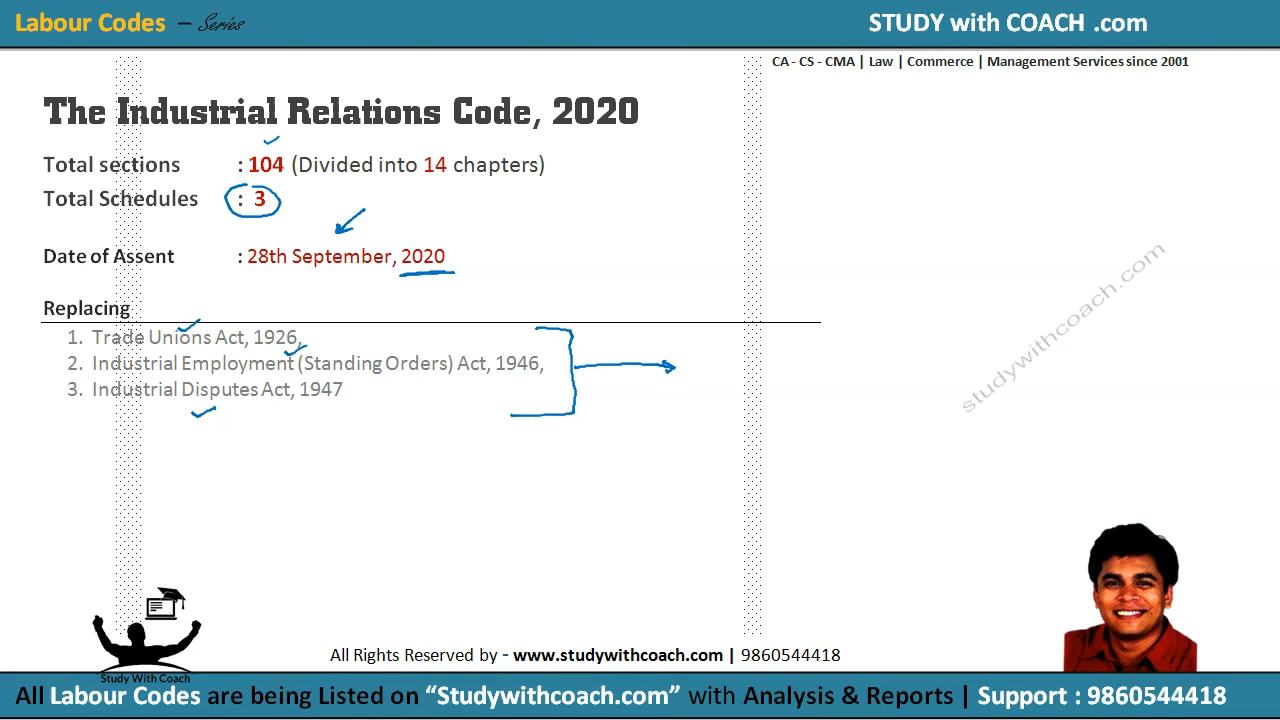 Labour Codes – Series
STUDY with COACH .com
CA - CS - CMA | Law | Commerce | Management Services since 2001
The Industrial Relations Code, 2020
Total sections : 104 (Divided into 14 chapters)
Total Schedules : 3
Date of Assent : 28th September, 2020
Replacing
1. Trade Unions Act, 1926,
2. Industrial Employment (Standing Orders) Act, 1946,
3. Industrial Disputes Act, 1947
studywithcoach.com
Study With Coach
All Rights Reserved by - www.studywithcoach.com | 9860544418
All Labour Codes are being Listed on “Studywithcoach.com” with Analysis & Reports | Support : 9860544418